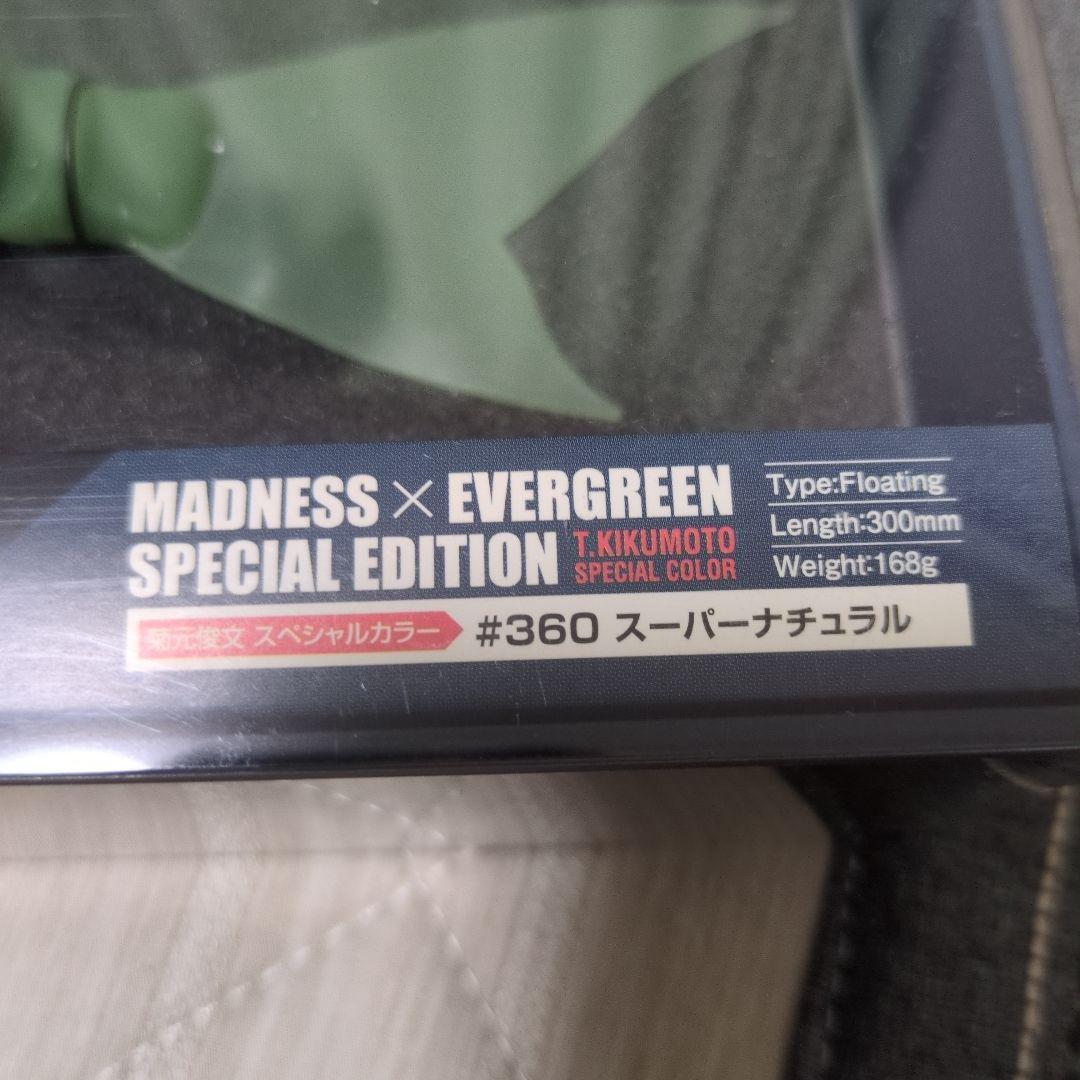 MADNESS × EVERGREEN
SPECIAL EDITION T.KIKUMOTO SPECIAL COLOR
Type:Floating
Length:300mm
Weight:168g
菊元俊文 スペシャルカラー #360 スーパーナチュラル